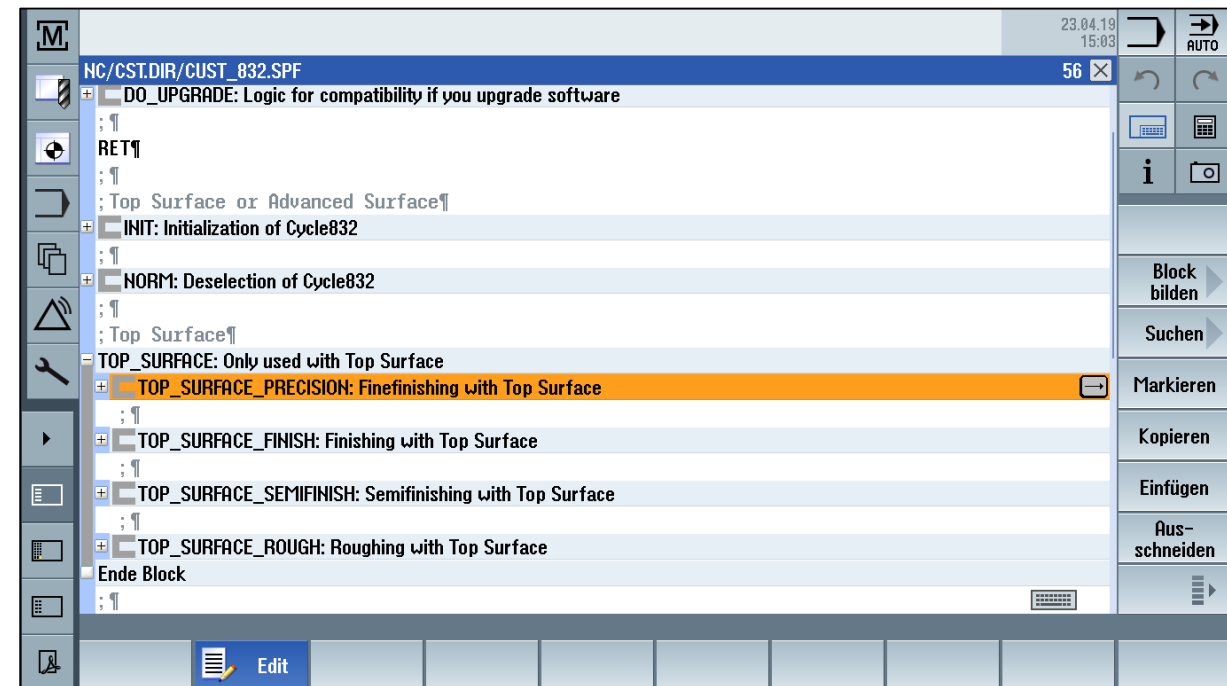 M
23.04.19
15:03
AUTO
NC/CST.DIR/CUST_832.SPF
56
DO_UPGRADE: Logic for compatibility if you upgrade software
;¶
RET¶
;¶
;Top Surface or Advanced Surface¶
INIT: Initialization of Cycle832
;¶
NORM: Deselection of Cycle832
;¶
;Top Surface¶
TOP_SURFACE: Only used with Top Surface
TOP_SURFACE_PRECISION: Finefinishing with Top Surface
;¶
TOP_SURFACE_FINISH: Finishing with Top Surface
;¶
TOP_SURFACE_SEMIFINISH: Semifinishing with Top Surface
;¶
TOP_SURFACE_ROUGH: Roughing with Top Surface
Ende Block
;¶
i
Block
bilden
Suchen
Markieren
Kopieren
Einfügen
Aus-
schneiden
Edit